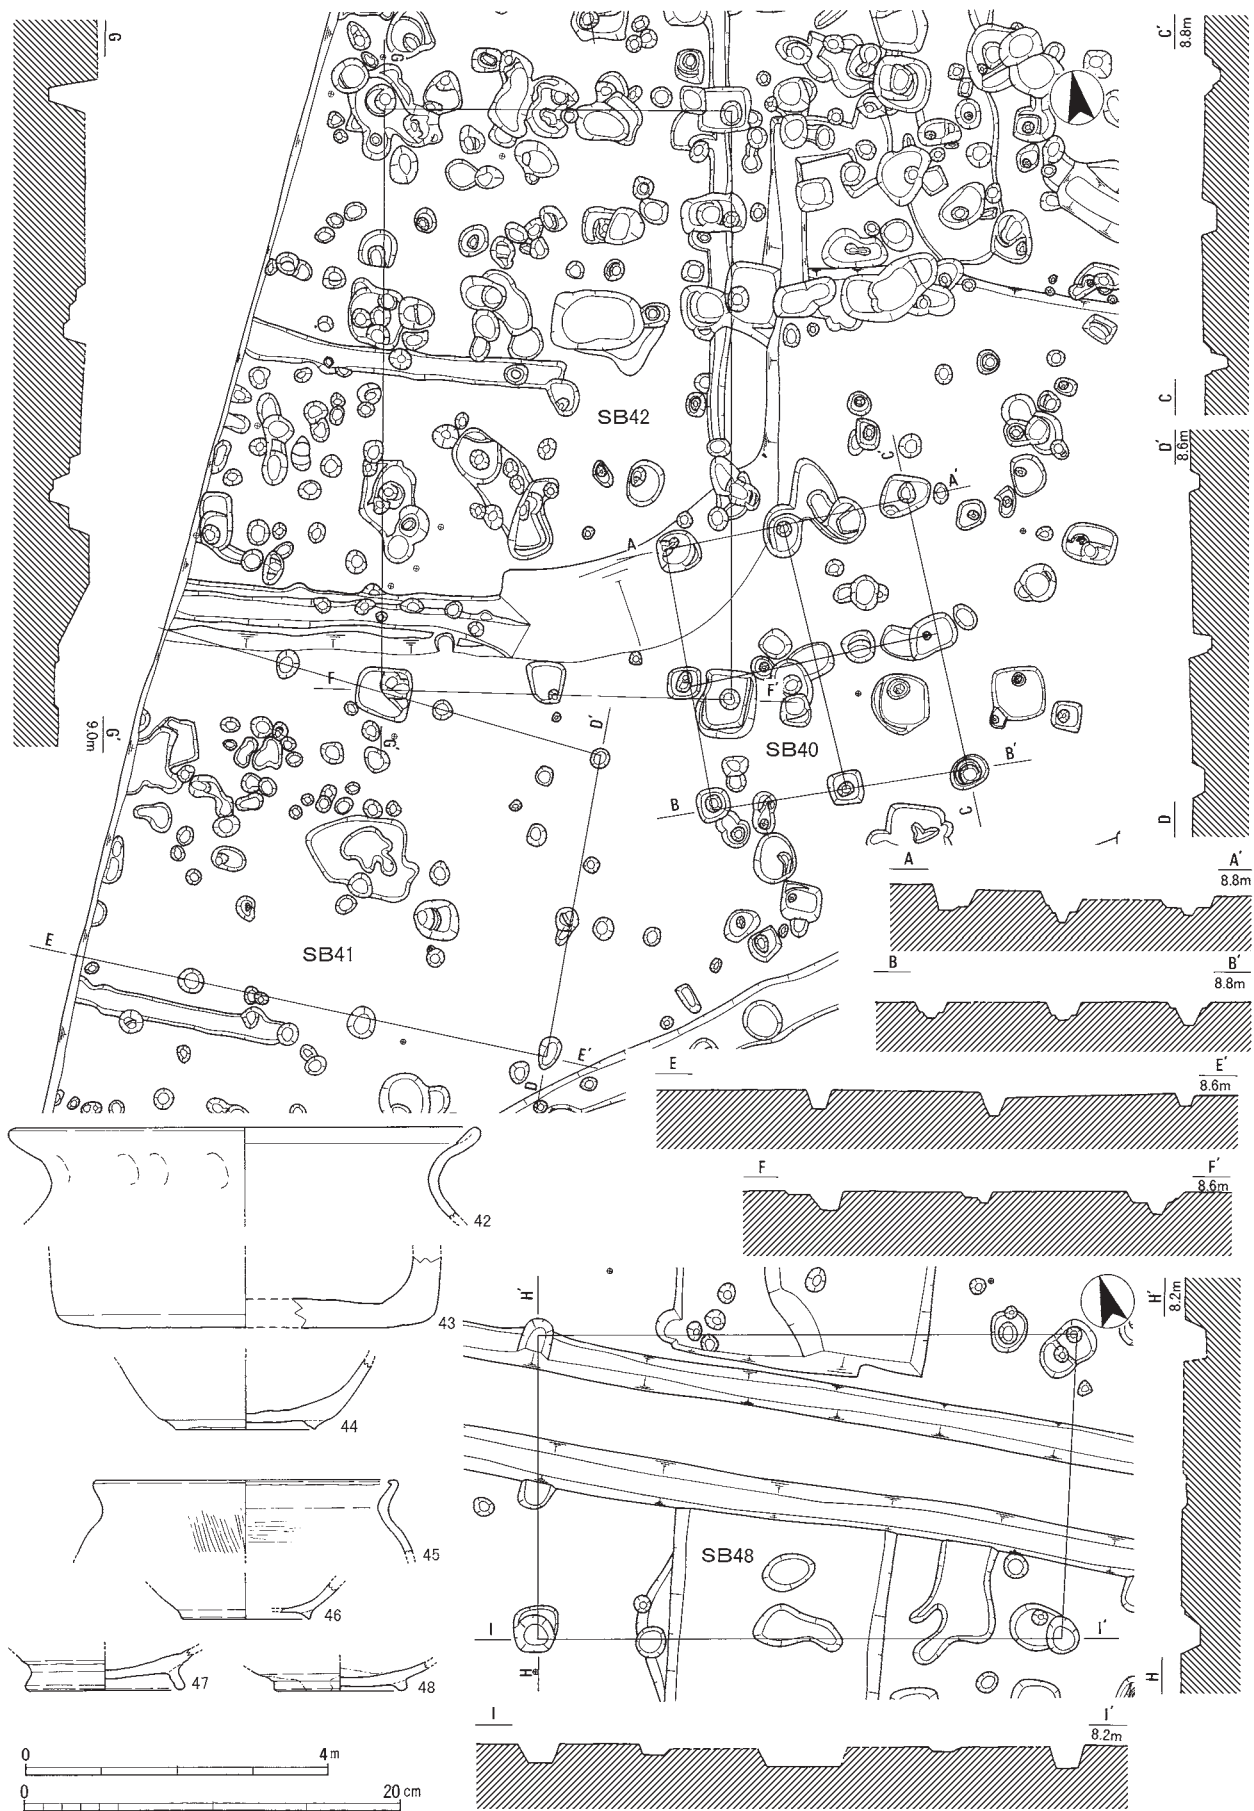 G
G
C′
8.8m
C
D′
8.6m
D
SB42
C′
A′
A
F
F′
G′
D′
SB40
B′
B
C
G′
9.0m
E
SB41
E′
D
A
A′
8.8m
B
B′
8.8m
E
E′
8.6m
F
F′
8.6m
42
43
44
45
46
47
48
H′
H′
8.2m
SB48
I
I′
H
H
I
I′
8.2m
0
4m
0
20cm